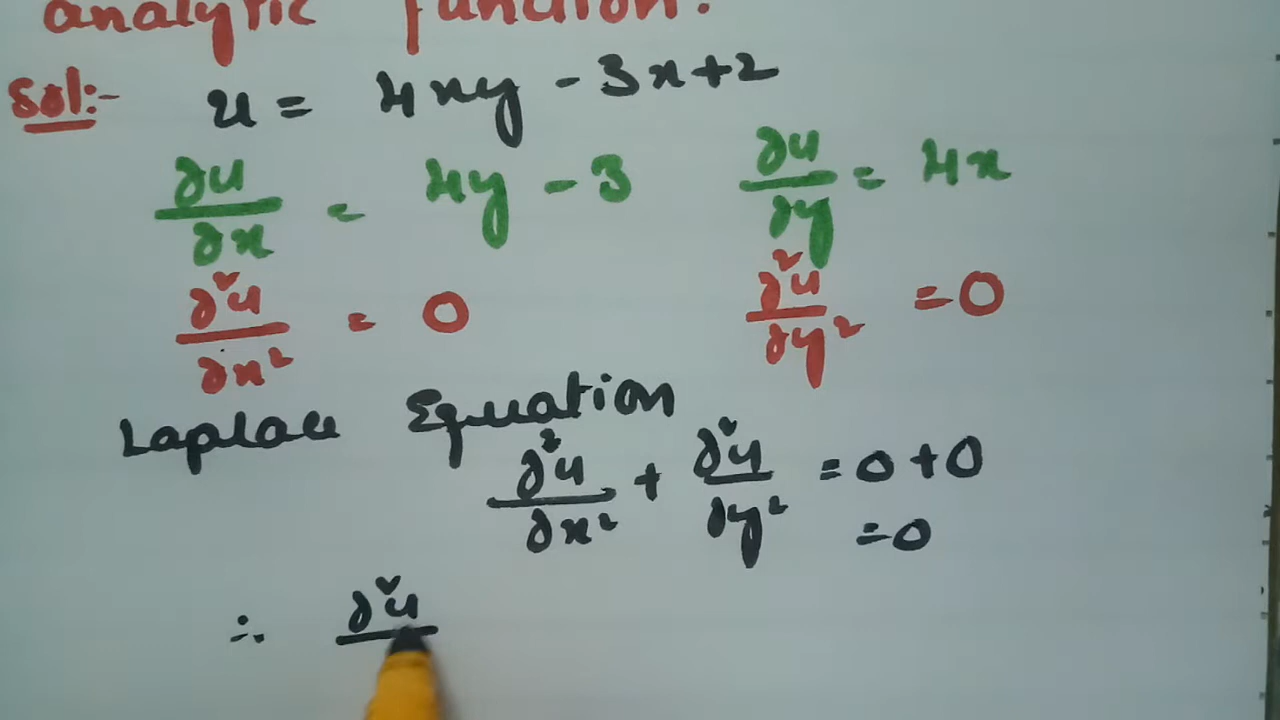 analytic function.
Sol:- u = 4xy - 3x + 2
∂u/∂x = 4y - 3 ∂u/∂y = 4x
∂²u/∂x² = 0 ∂²u/∂y² = 0
Laplace Equation
∂²u/∂x² + ∂²u/∂y² = 0 + 0
= 0
∴ ∂²u